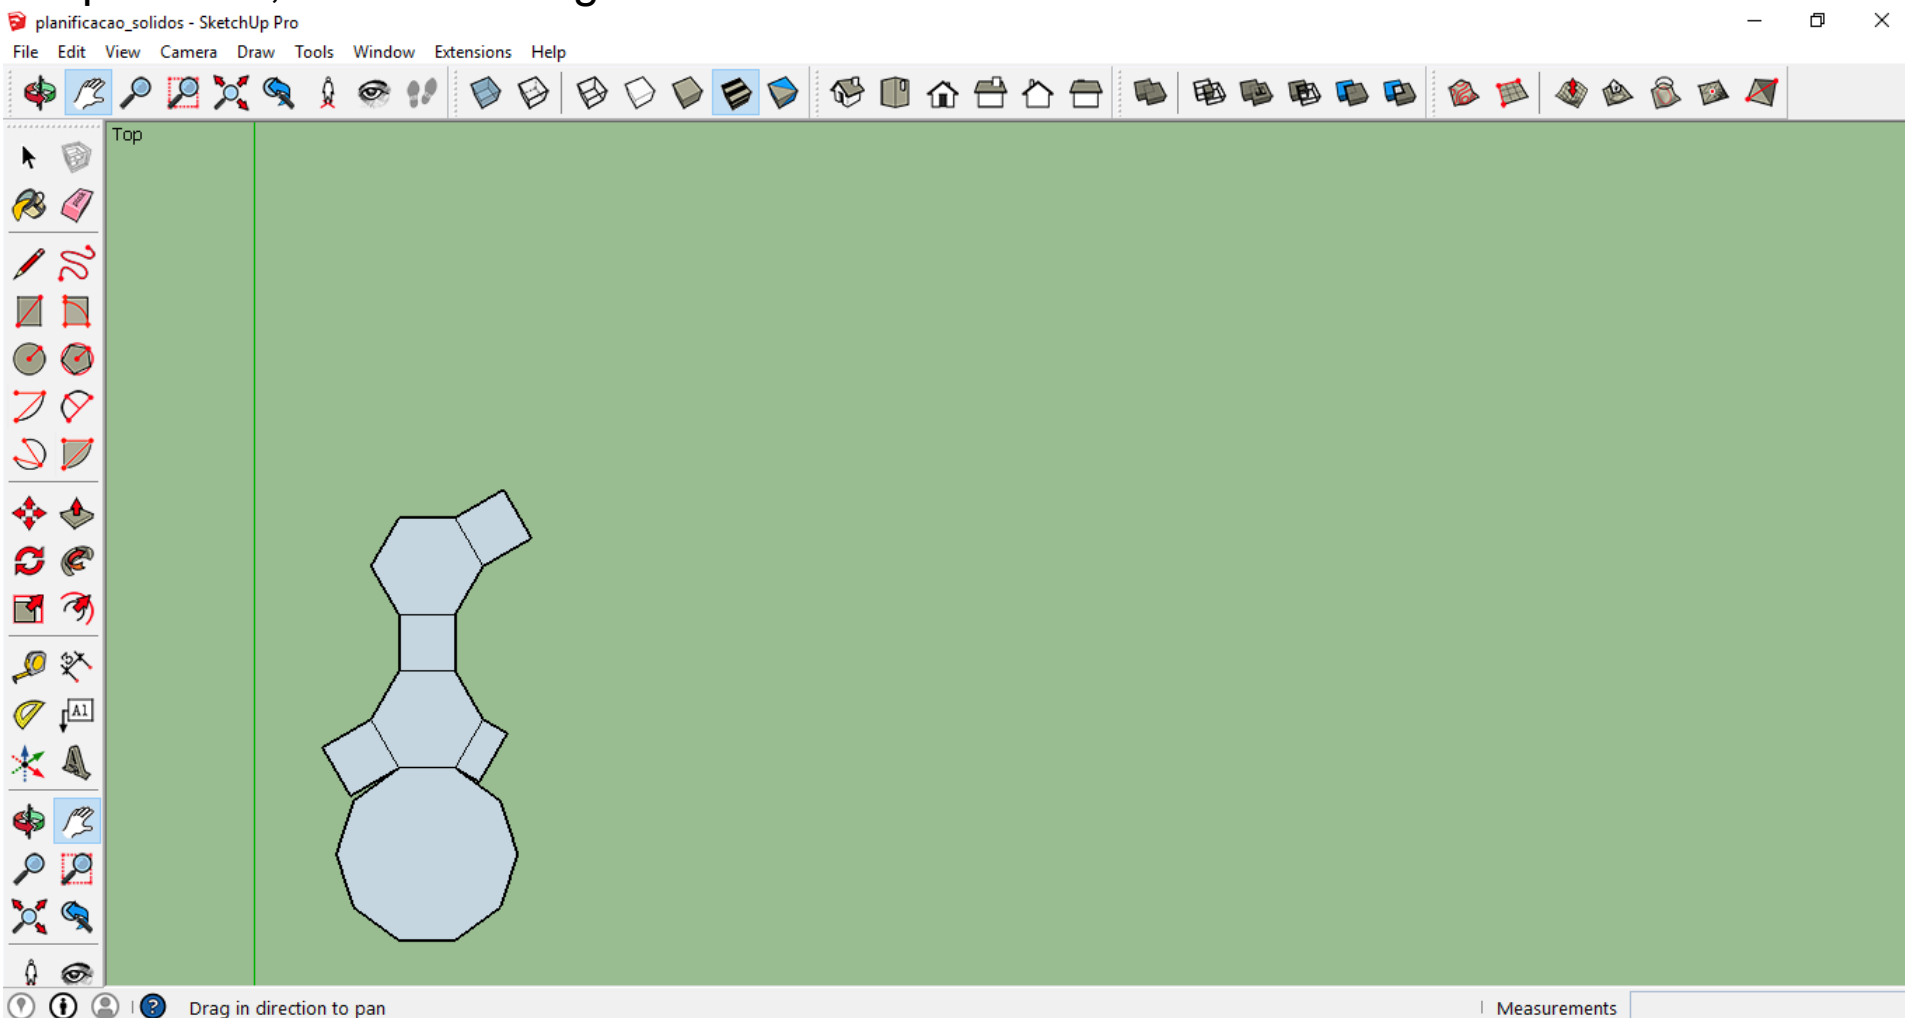 planificacao_solidos - SketchUp Pro
File Edit View Camera Draw Tools Window Extensions Help
Top
A1
Drag in direction to pan
Measurements